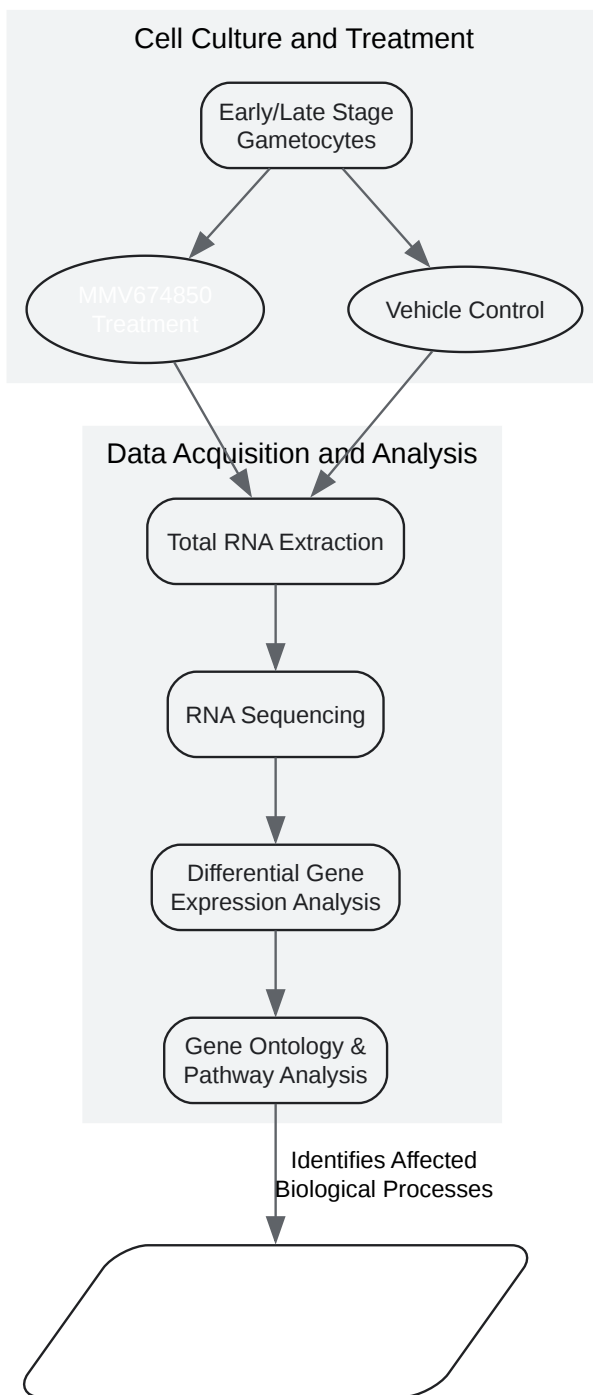 Cell Culture and Treatment
Early/Late Stage
Gametocytes
MMV674850
Treatment
Vehicle Control
Data Acquisition and Analysis
Total RNA Extraction
RNA Sequencing
Differential Gene
Expression Analysis
Gene Ontology &
Pathway Analysis
Identifies Affected
Biological Processes